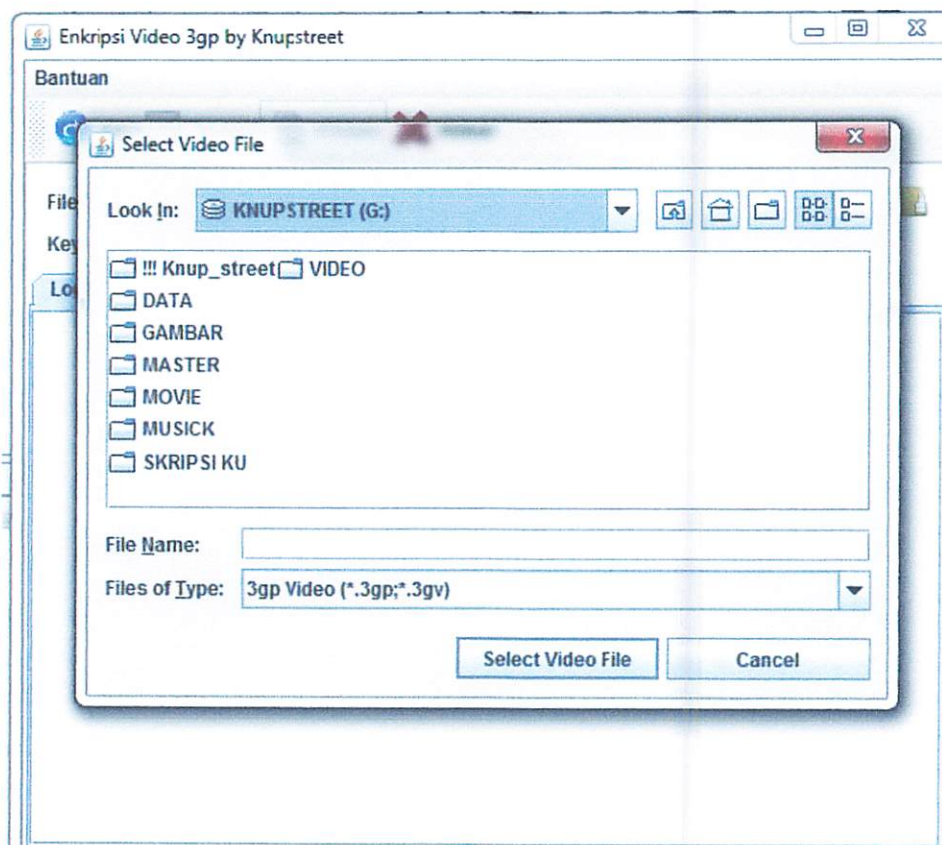 Enkripsi Video 3gp by Knupstreet
Bantuan
Select Video File
File
Look In: KNUPSTREET (G:)
Key
!!! Knup_street VIDEO
Lo
DATA
GAMBAR
MASTER
MOVIE
MUSICK
SKRIPSI KU
File Name:
Files of Type: 3gp Video (*.3gp;*.3gv)
Select Video File Cancel